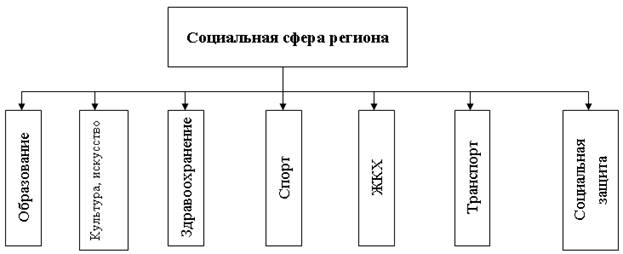 Социальная сфера региона
Образование
Культура, искусство
Здравоохранение
Спорт
ЖКХ
Транспорт
Социальная
защита